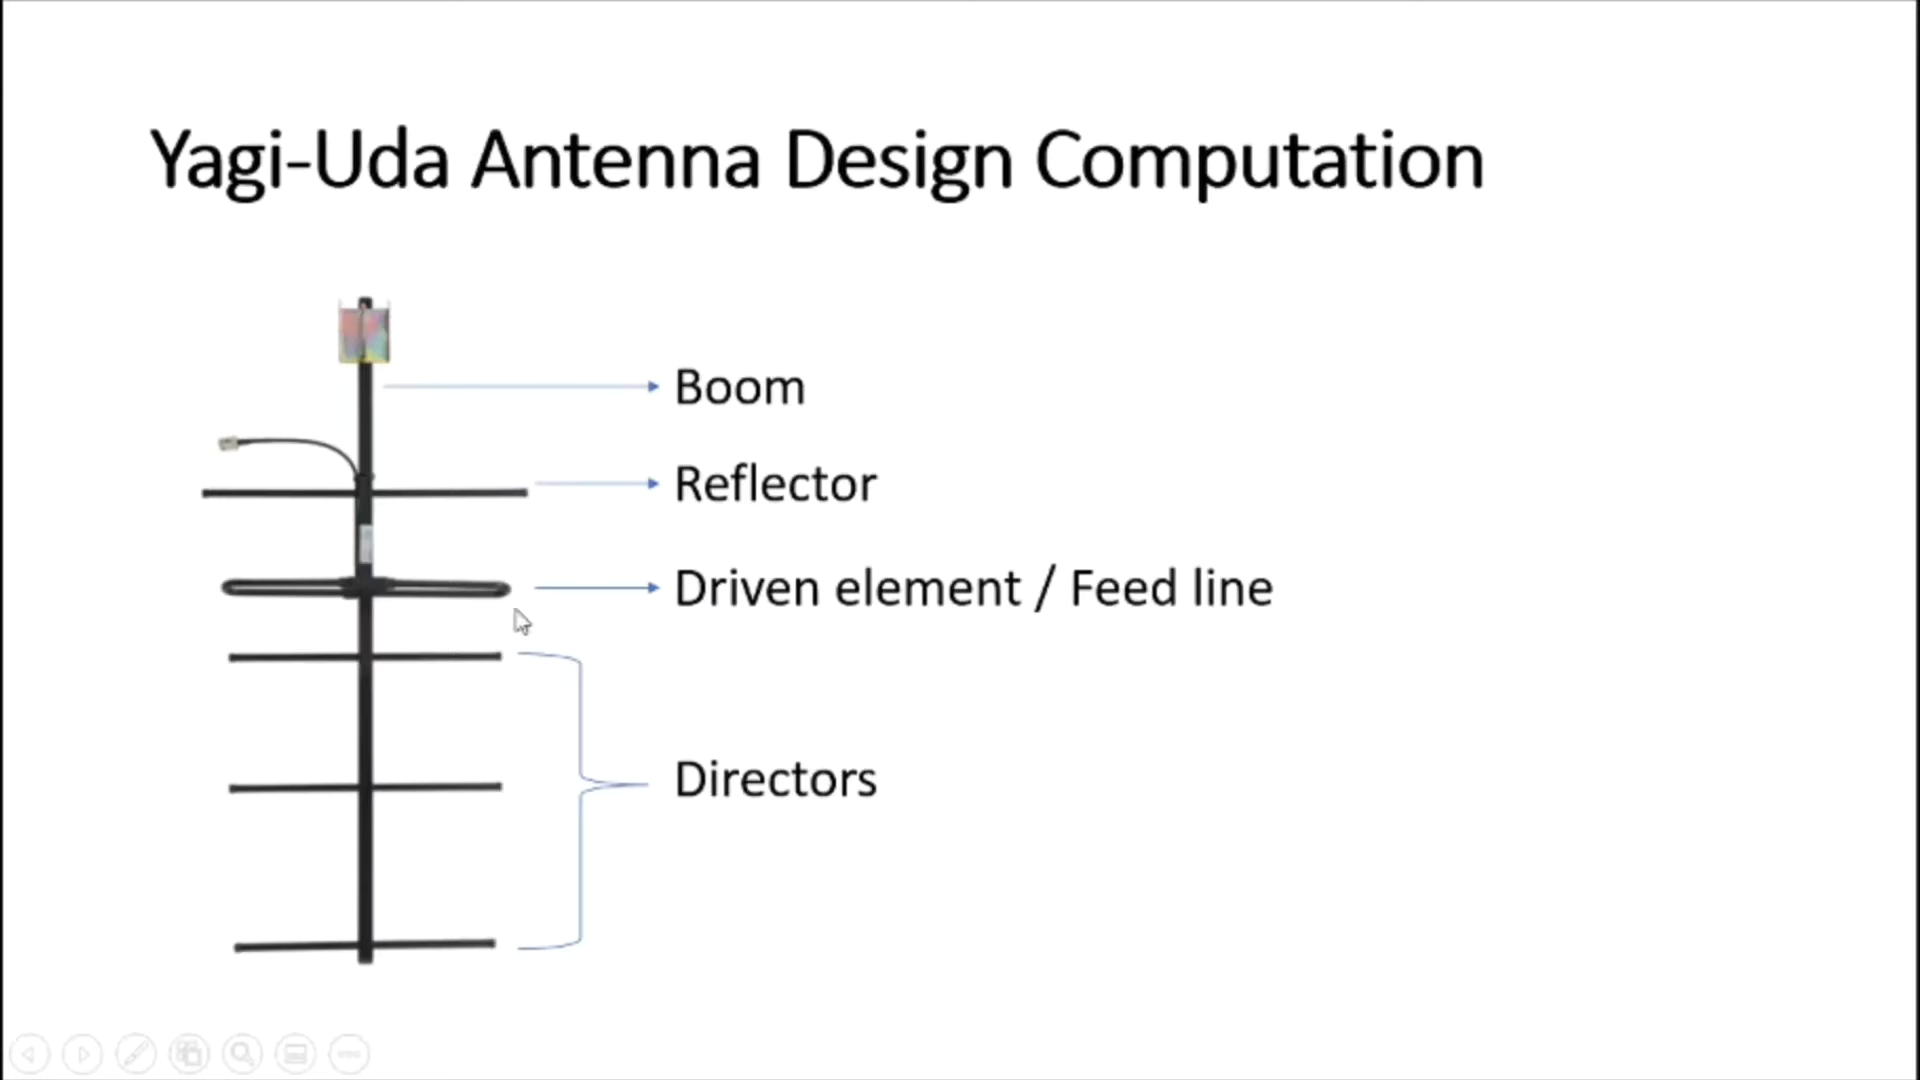 Yagi-Uda Antenna Design Computation
Boom
Reflector
Driven element / Feed line
Directors